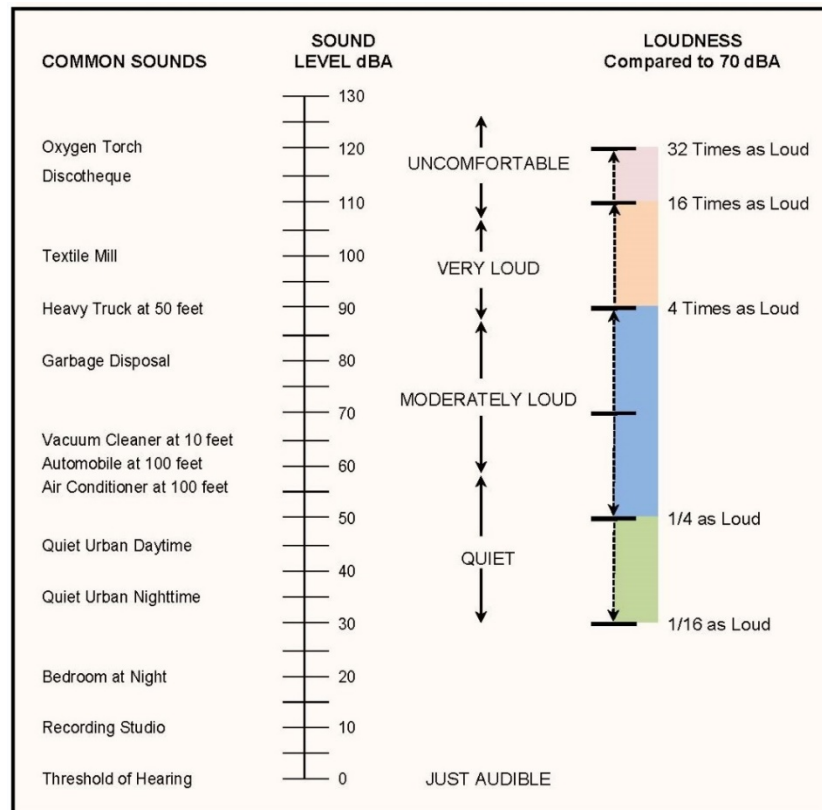 COMMON SOUNDS
SOUND
LEVEL dBA
LOUDNESS
Compared to 70 dBA
130
Oxygen Torch
120
UNCOMFORTABLE
32 Times as Loud
Discotheque
110
16 Times as Loud
Textile Mill
100
VERY LOUD
Heavy Truck at 50 feet
90
4 Times as Loud
Garbage Disposal
80
MODERATELY LOUD
70
Vacuum Cleaner at 10 feet
Automobile at 100 feet
60
Air Conditioner at 100 feet
50
1/4 as Loud
Quiet Urban Daytime
40
QUIET
Quiet Urban Nighttime
30
1/16 as Loud
Bedroom at Night
20
Recording Studio
10
Threshold of Hearing
0
JUST AUDIBLE